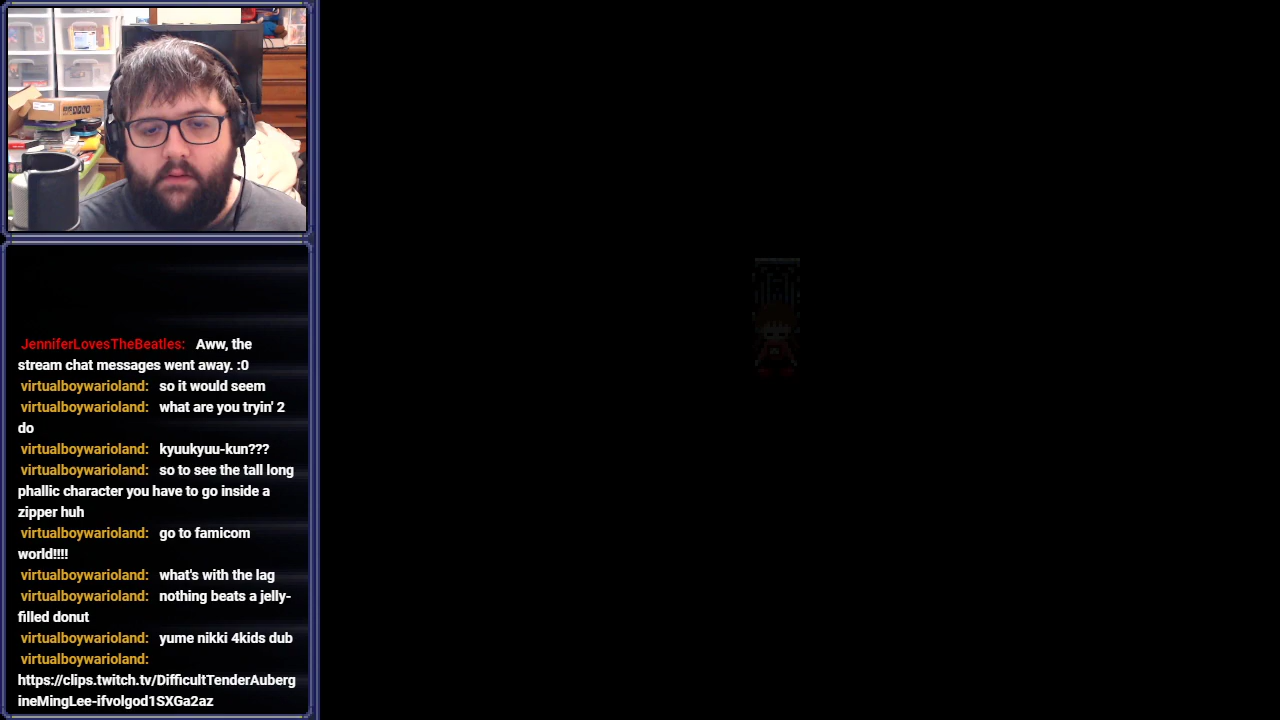 JenniferLovesTheBeatles: Aww, the
stream chat messages went away. :0
virtualboywarioland: so it would seem
virtualboywarioland: what are you tryin' 2
do
virtualboywarioland: kyuukyuu-kun???
virtualboywarioland: so to see the tall long
phallic character you have to go inside a
zipper huh
virtualboywarioland: go to famicom
world!!!!
virtualboywarioland: what's with the lag
virtualboywarioland: nothing beats a jelly-
filled donut
virtualboywarioland: yume nikki 4kids dub
virtualboywarioland:
https://clips.twitch.tv/DifficultTenderAuberg
ineMingLee-ifvolgod1SXGa2az